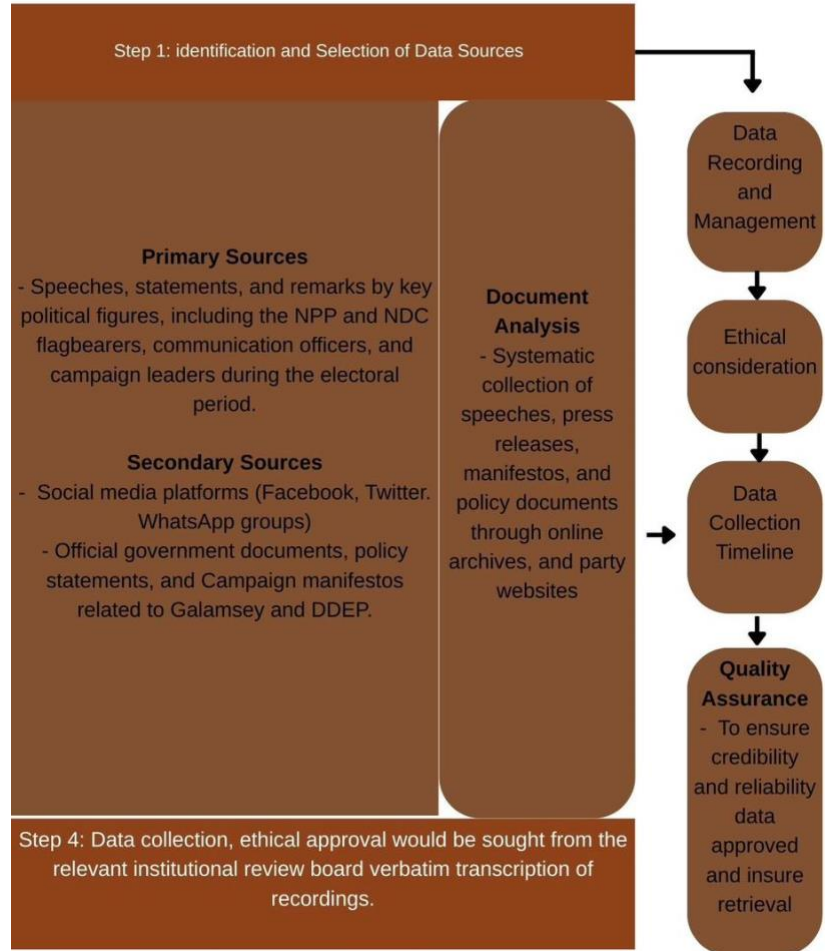 Step 1: identification and Selection of Data Sources
Primary Sources
- Speeches, statements, and remarks by key
political figures, including the NPP and NDC
flagbearers, communication officers, and
campaign leaders during the electoral
period.
Secondary Sources
- Social media platforms (Facebook, Twitter.
WhatsApp groups)
- Official government documents, policy
statements, and Campaign manifestos
related to Galamsey and DDEP.
Document
Analysis
- Systematic
collection of
speeches, press
releases,
manifestos, and
policy documents
through online
archives, and party
websites
Data
Recording
and
Management
Ethical
consideration
Data
Collection
Timeline
Quality
Assurance
- To ensure
credibility
and reliability
data
approved
and insure
retrieval
Step 4: Data collection, ethical approval would be sought from the
relevant institutional review board verbatim transcription of
recordings.